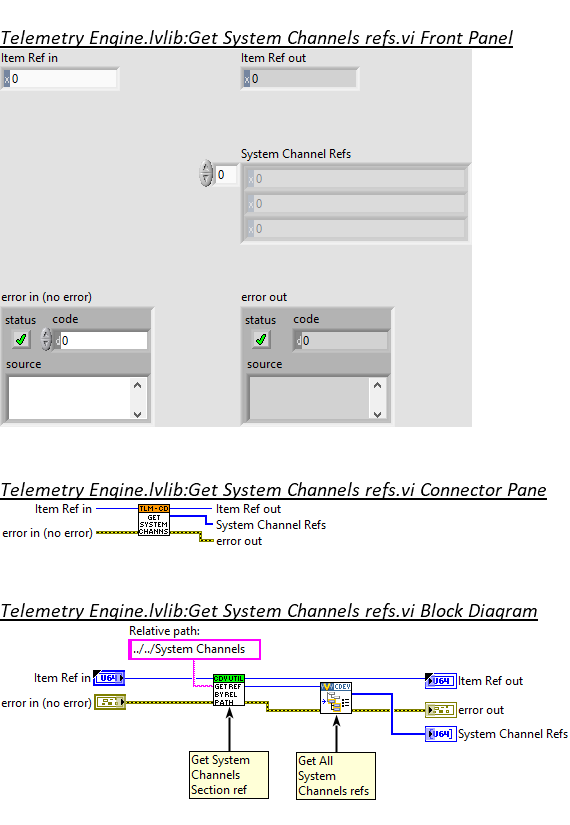 Telemetry Engine.lvlib:Get System Channels refs.vi Front Panel
Item Ref in
Item Ref out
x 0
x 0
System Channel Refs
0
x 0
x 0
x 0
error in (no error)
error out
status code
status code
d 0
d 0
source
source
Telemetry Engine.lvlib:Get System Channels refs.vi Connector Pane
Item Ref in
TLM-CD
GET
SYSTEM
CHANNS
Item Ref out
System Channel Refs
error in (no error)
error out
Telemetry Engine.lvlib:Get System Channels refs.vi Block Diagram
Relative path:
../../System Channels
Item Ref in
U64
CDV UTIL
GET REF
BY REL
PATH
CDEV
U64
Item Ref out
error in (no error)
error out
U64]
System Channel Refs
Get System
Channels
Section ref
Get All
System
Channels refs